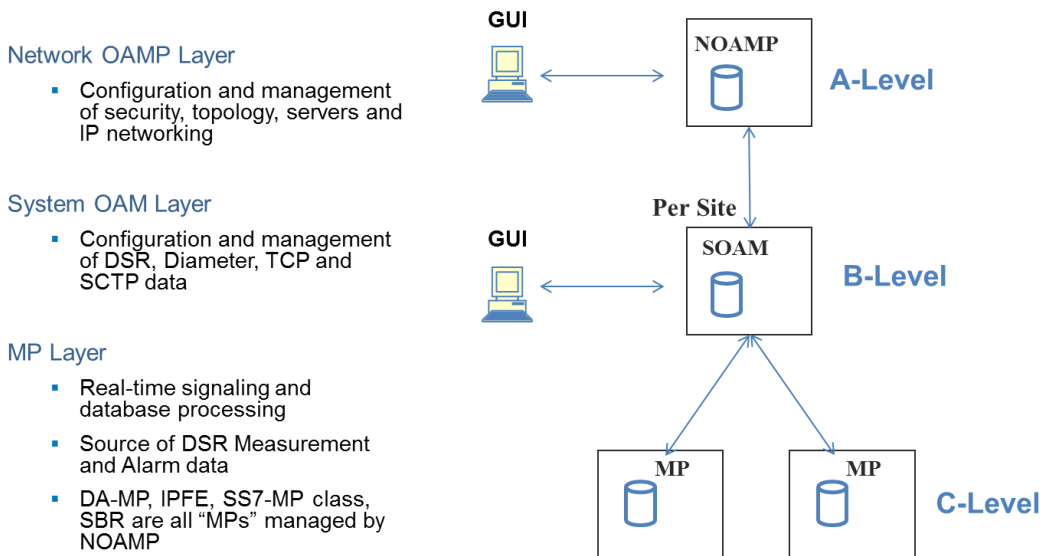 Network OAMP Layer
▪ Configuration and management
of security, topology, servers and
IP networking
System OAM Layer
▪ Configuration and management
of DSR, Diameter, TCP and
SCTP data
MP Layer
▪ Real-time signaling and
database processing
▪ Source of DSR Measurement
and Alarm data
▪ DA-MP, IPFE, SS7-MP class,
SBR are all “MPs” managed by
NOAMP
GUI
NOAMP
A-Level
Per Site
GUI
SOAM
B-Level
MP
MP
C-Level